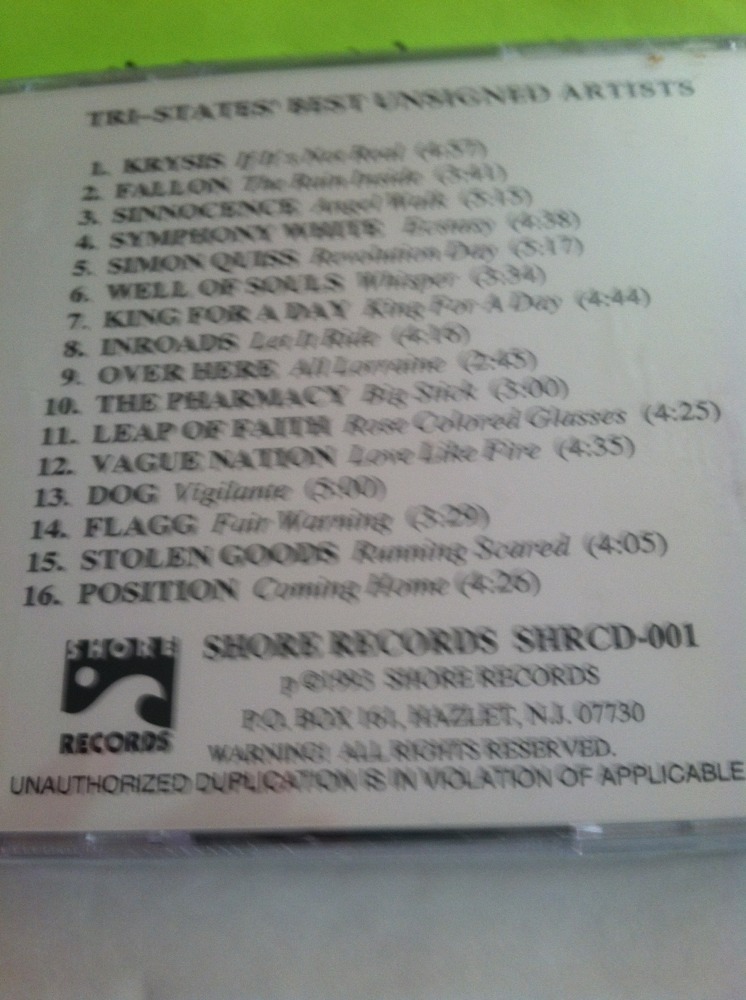 TRI-STATES' BEST UNSIGNED ARTISTS
1. KRYSIS If It's Not Real (4:37)
2. FALLON The Rain Inside (3:41)
3. SINNOCENCE Angel Walk (5:15)
4. SYMPHONY WHITE Ecstasy (4:38)
5. SIMON QUISS Revolution Day (5:17)
6. WELL OF SOULS Whisper (3:34)
7. KING FOR A DAY King For A Day (4:44)
8. INROADS Let It Ride (4:16)
9. OVER HERE All Lorraine (2:45)
10. THE PHARMACY Big Stick (3:00)
11. LEAP OF FAITH Rose Colored Glasses (4:25)
12. VAGUE NATION Love Like Fire (4:35)
13. DOG Vigilante (5:00)
14. FLAGG Fair Warning (3:29)
15. STOLEN GOODS Running Scared (4:05)
16. POSITION Coming Home (4:26)
SHORE
RECORDS
SHORE RECORDS SHRCD-001
p ©1993 SHORE RECORDS
P.O. BOX 161, HAZLET, N.J. 07730
WARNING: ALL RIGHTS RESERVED.
UNAUTHORIZED DUPLICATION IS IN VIOLATION OF APPLICABLE